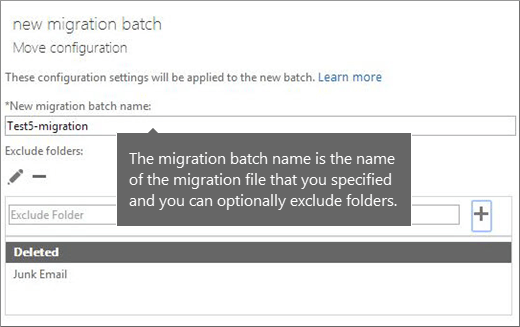 new migration batch
Move configuration
These configuration settings will be applied to the new batch. Learn more
*New migration batch name:
Test5-migration
Exclude folders:
The migration batch name is the name
of the migration file that you specified
and you can optionally exclude folders.
Exclude Folder
Deleted
Junk Email